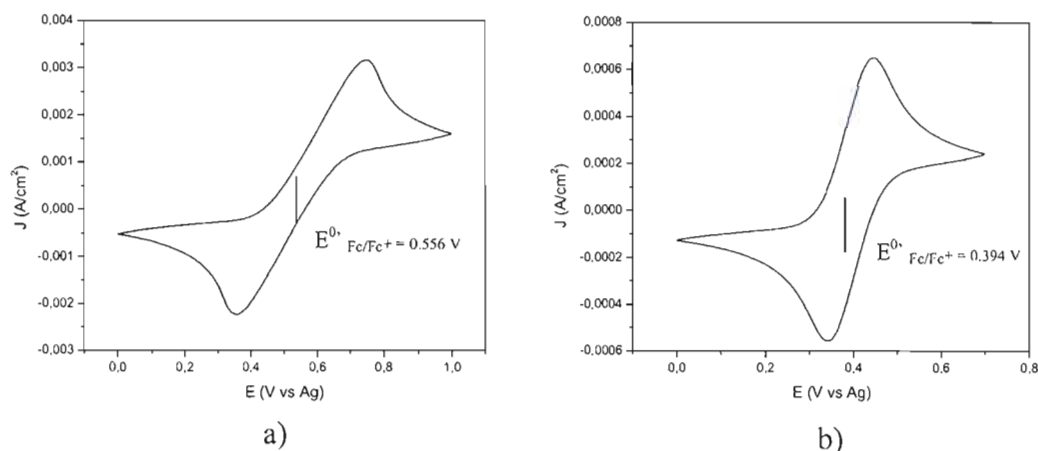 0,004
0,003
0,002
0,001
0,000
-0,001
-0,002
-0,003
J (A/cm²)
0,0 0,2 0,4 0,6 0,8 1,0
E (V vs Ag)
E⁰’ Fc/Fc+ = 0.556 V
a)
0,0008
0,0006
0,0004
0,0002
0,0000
-0,0002
-0,0004
-0,0006
J (A/cm²)
0,0 0,2 0,4 0,6 0,8
E (V vs Ag)
E⁰’ Fc/Fc+ = 0.394 V
b)